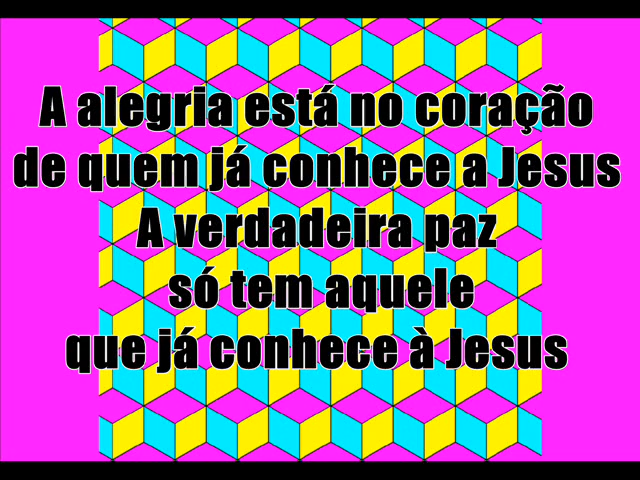 A alegria está no coração
de quem já conhece a Jesus
A verdadeira paz
só tem aquele
que já conhece à Jesus